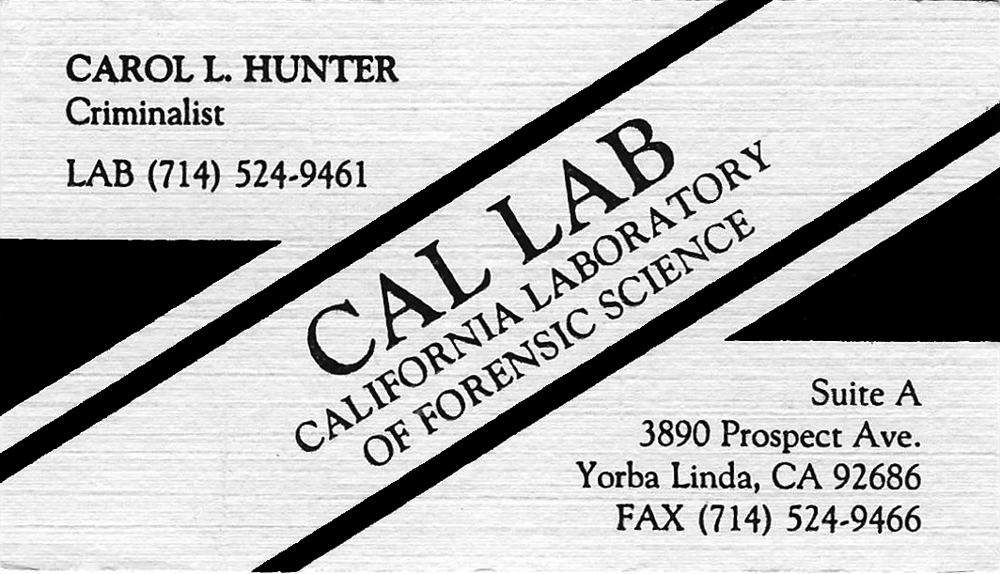 CAROL L. HUNTER
Criminalist
LAB (714) 524-9461
CAL LAB
CALIFORNIA LABORATORY
OF FORENSIC SCIENCE
Suite A
3890 Prospect Ave.
Yorba Linda, CA 92686
FAX (714) 524-9466